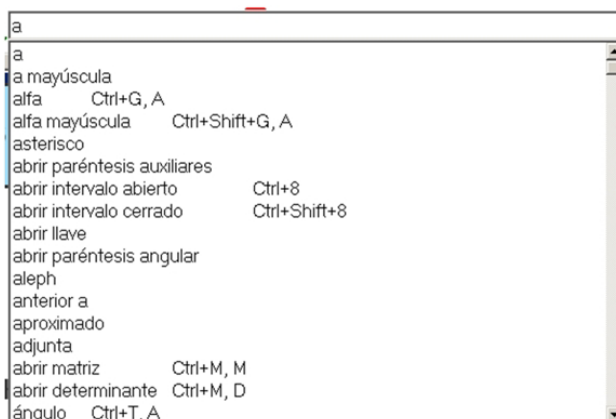 a
a
a mayúscula
alfa Ctrl+G, A
alfa mayúscula Ctrl+Shift+G, A
asterisco
abrir paréntesis auxiliares
abrir intervalo abierto Ctrl+8
abrir intervalo cerrado Ctrl+Shift+8
abrir llave
abrir paréntesis angular
aleph
anterior a
aproximado
adjunta
abrir matriz Ctrl+M, M
abrir determinante Ctrl+M, D
ángulo Ctrl+T, A